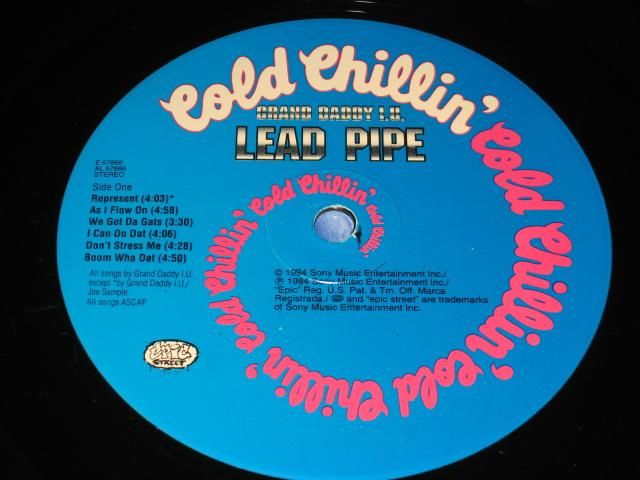 Cold Chillin' Cold Chillin' Cold Chillin' Cold Chillin' Cold Chillin' Cold Chillin'
GRAND DADDY I.U.
LEAD PIPE
E 57866
AL 57866
STEREO
Side One
Represent (4:03)*
As I Flow On (4:58)
We Got Da Gats (3:30)
I Can Do Dat (4:06)
Don't Stress Me (4:28)
Boom Wha Dat (4:50)
All songs by Grand Daddy I.U.
except *by Grand Daddy I.U./
Joe Sample
All songs ASCAP
© 1994 Sony Music Entertainment Inc./
℗ 1994 Sony Music Entertainment Inc./
"Epic" Reg. U.S. Pat. & Tm. Off. Marca
Registrada./ and "epic street" are trademarks
of Sony Music Entertainment Inc.
epic
STREET